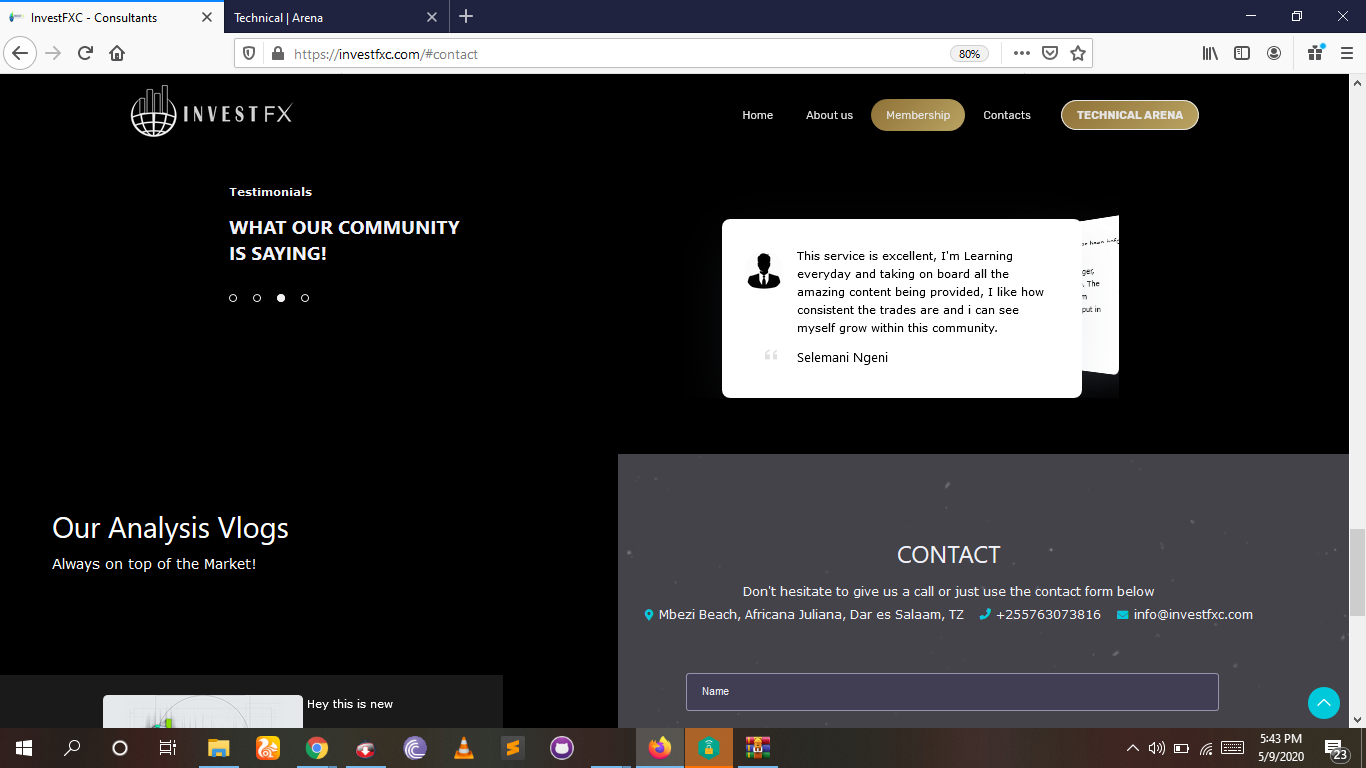 InvestFXC - Consultants
Technical | Arena
https://investfxc.com/#contact
80%
INVEST FX
Home
About us
Membership
Contacts
TECHNICAL ARENA
Testimonials
WHAT OUR COMMUNITY
IS SAYING!
This service is excellent, I'm Learning
everyday and taking on board all the
amazing content being provided, I like how
consistent the trades are and i can see
myself grow within this community.
Selemani Ngeni
. The
put in
Our Analysis Vlogs
Always on top of the Market!
CONTACT
Don't hesitate to give us a call or just use the contact form below
Mbezi Beach, Africana Juliana, Dar es Salaam, TZ
+255763073816
info@investfxc.com
Name
Hey this is new
5:43 PM
5/9/2020
23